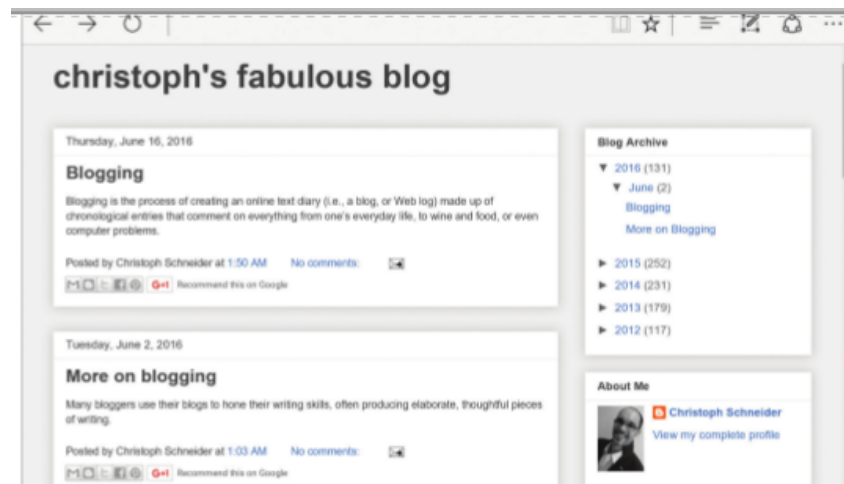 christoph's fabulous blog
Thursday, June 16, 2016
Blogging
Blogging is the process of creating an online text diary (i.e., a blog, or Web log) made up of
chronological entries that comment on everything from one's everyday life, to wine and food, or even
computer problems.
Posted by Christoph Schneider at 1:50 AM No comments:
G+1 Recommend this on Google
Tuesday, June 2, 2016
More on blogging
Many bloggers use their blogs to hone their writing skills, often producing elaborate, thoughtful pieces
of writing.
Posted by Christoph Schneider at 1:03 AM No comments:
G+1 Recommend this on Google
Blog Archive
▼ 2016 (131)
▼ June (2)
Blogging
More on Blogging
► 2015 (252)
► 2014 (231)
► 2013 (179)
► 2012 (117)
About Me
Christoph Schneider
View my complete profile